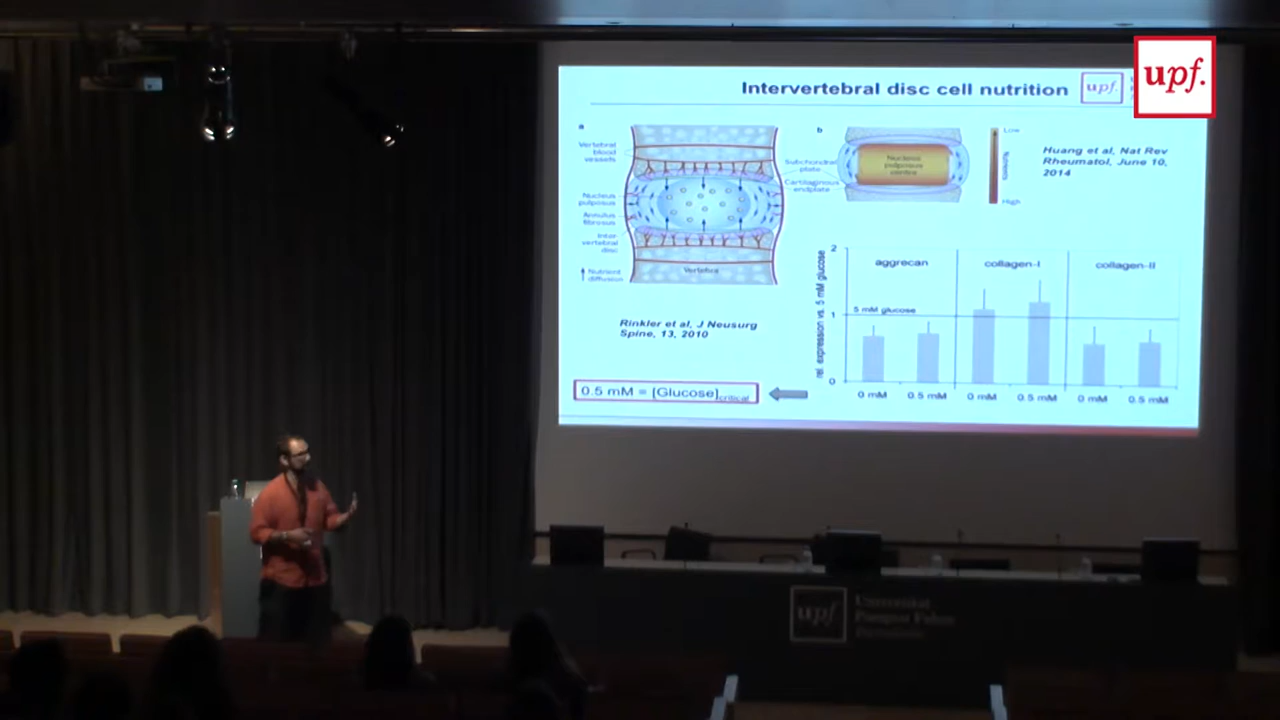 upf.
Intervertebral disc cell nutrition
upf.
a
Vertebral
blood
vessels
Nucleus
pulposus
Annulus
fibrosus
Inter
vertebral
disc
Nutrient
diffusion
Vertebra
b
Subchondral
plate
Cartilaginous
endplate
Nucleus
pulposus
centre
Low
High
Huang et al, Nat Rev
Rheumatol, June 10,
2014
Rinkler et al, J Neusurg
Spine, 13, 2010
0.5 mM = [Glucose]critical
rel. expression vs. 5 mM glucose
2
1
0
aggrecan
collagen-I
collagen-II
5 mM glucose
0 mM
0.5 mM
0 mM
0.5 mM
0 mM
0.5 mM
upf
Universitat
Pompeu Fabra
Barcelona